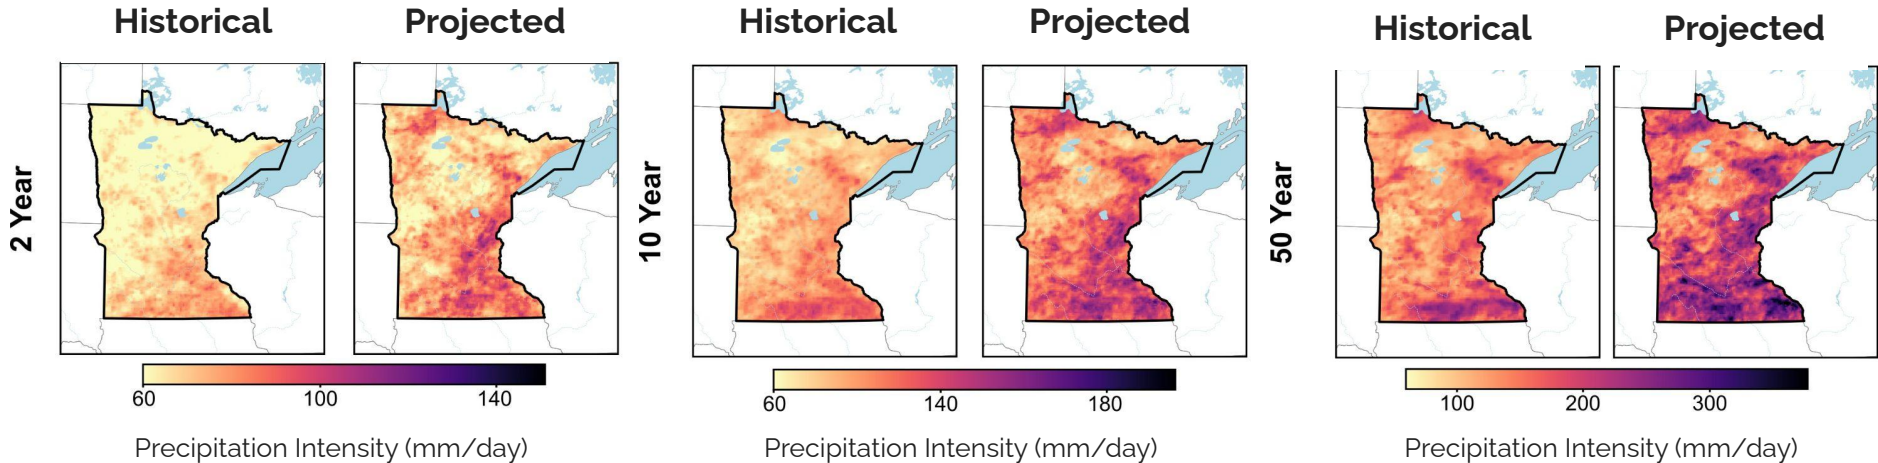 Historical Projected
2 Year
60 100 140
Precipitation Intensity (mm/day)
Historical Projected
10 Year
60 140 180
Precipitation Intensity (mm/day)
Historical Projected
50 Year
100 200 300
Precipitation Intensity (mm/day)